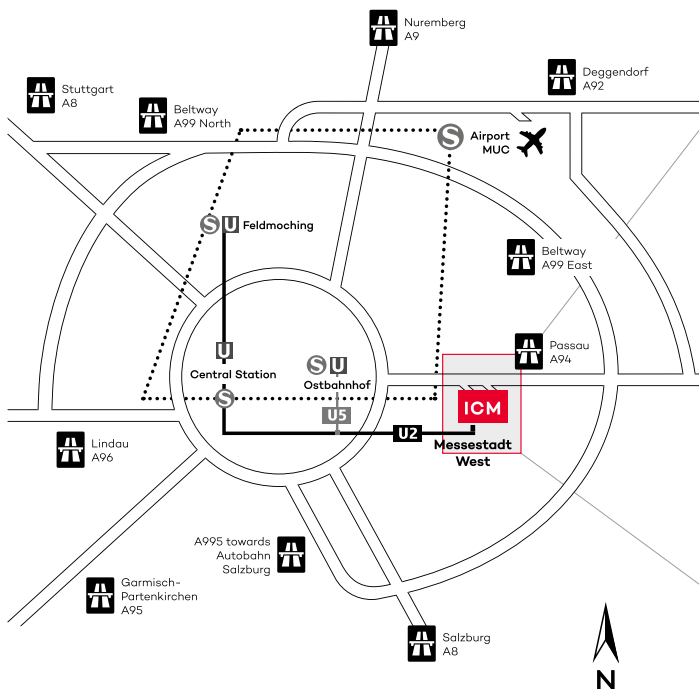 Nuremberg
A9
Deggendorf
A92
Stuttgart
A8
Beltway
A99 North
S
Airport
MUC
S U Feldmoching
Beltway
A99 East
U
Passau
A94
Central Station
S
S U
Ostbahnhof
U5
ICM
U2
Messestadt
West
Lindau
A96
A995 towards
Autobahn
Salzburg
Garmisch-
Partenkirchen
A95
Salzburg
A8
N